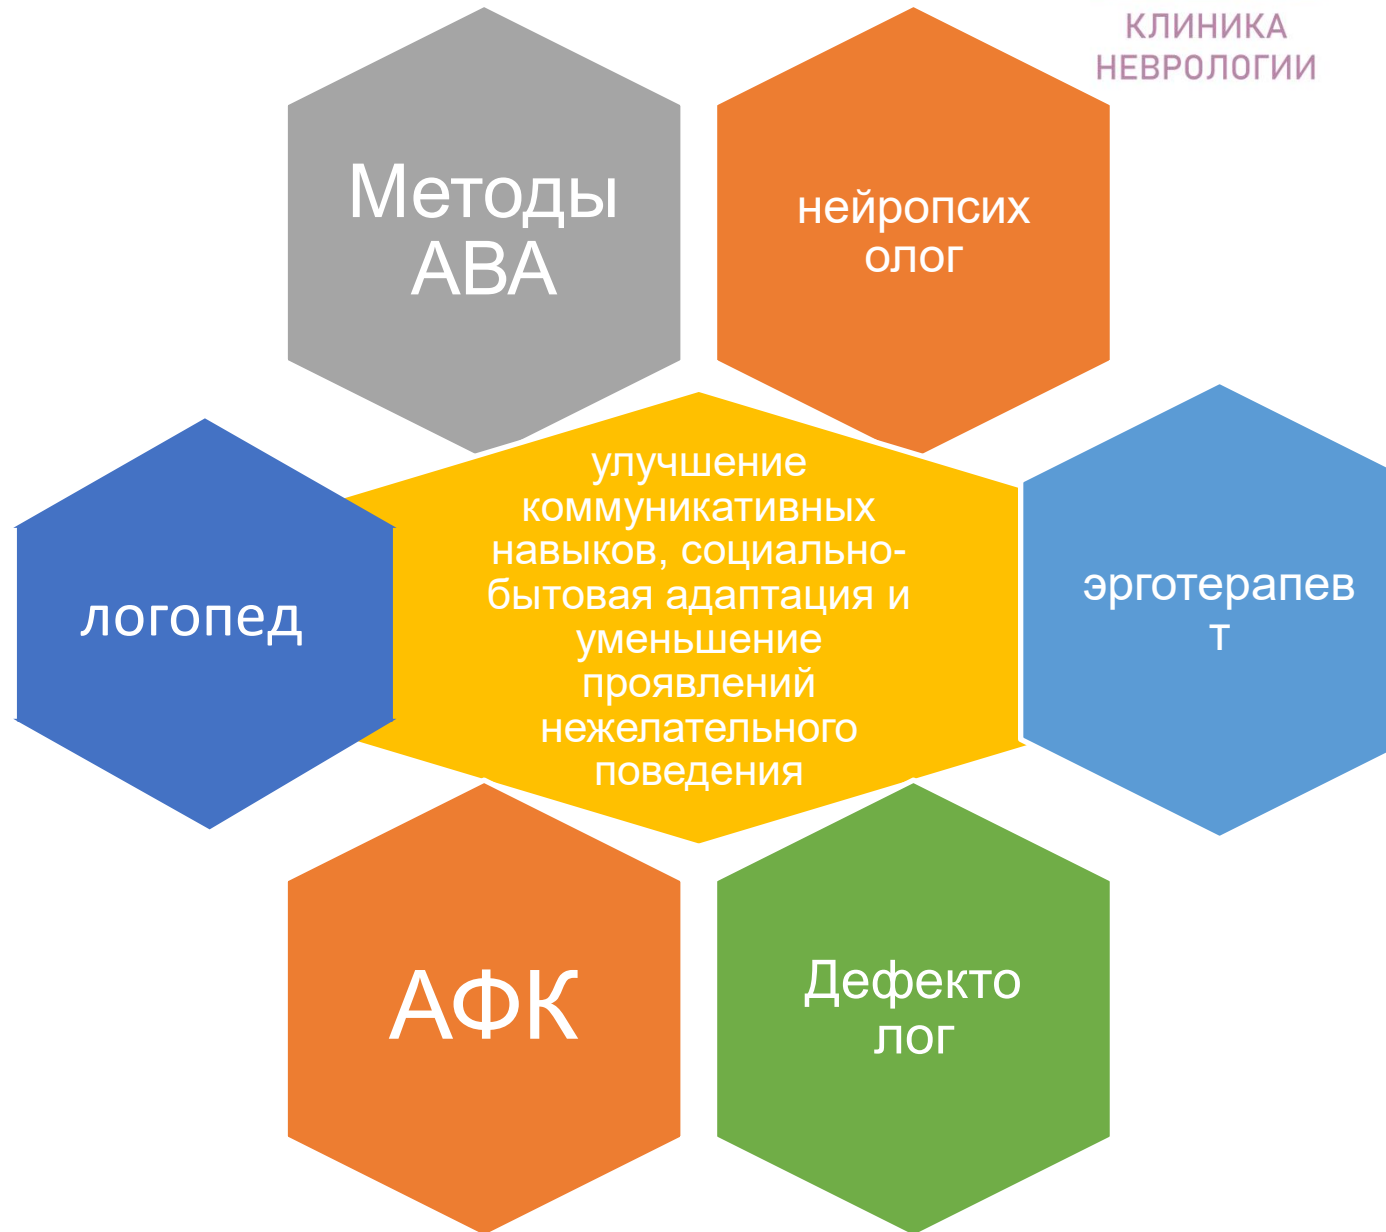 КЛИНИКА
НЕВРОЛОГИИ
Методы
АВА
нейропсих
олог
улучшение
коммуникативных
навыков, социально-
бытовая адаптация и
уменьшение
проявлений
нежелательного
поведения
логопед
эрготерапев
т
АФК
Дефекто
лог